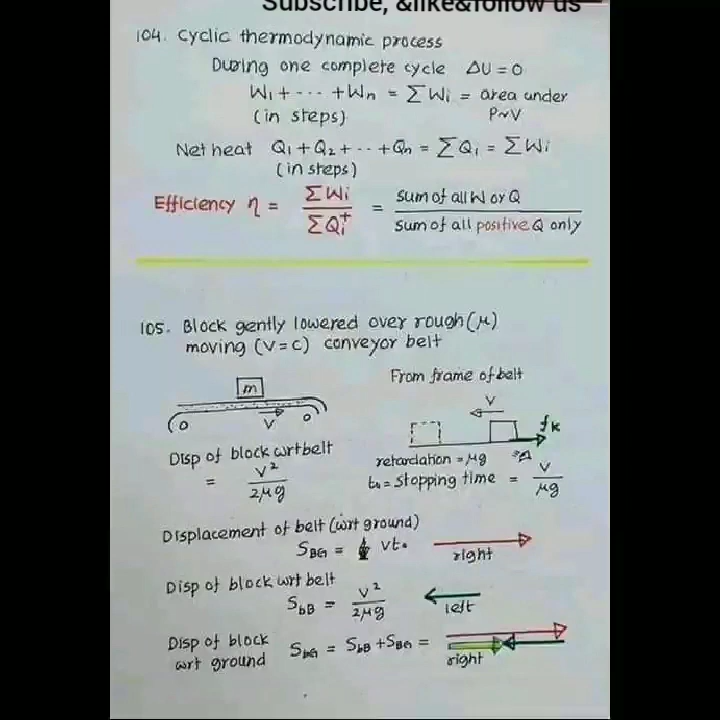 Subscribe, &like&follow us
104. Cyclic thermodynamic process
During one complete cycle ΔU = 0
W₁ + --- + Wn = ΣWi = area under
(in steps) P~V
Net heat Q₁ + Q₂ + -- + Qn = ΣQi = ΣWi
(in steps)
Efficiency η = ΣWi / ΣQi⁺ = sum of all W or Q / sum of all positive Q only
105. Block gently lowered over rough (μ)
moving (V = C) conveyor belt
From frame of belt
m
V
V
fk
Disp of block wrt belt
= V² / 2μg
retardation = μg
t₀ = stopping time = V / μg
Displacement of belt (wrt ground)
S_BG = Vt₀
right
Disp of block wrt belt
S_bB = V² / 2μg
left
Disp of block
wrt ground
S_bG = S_bB + S_BG =
right